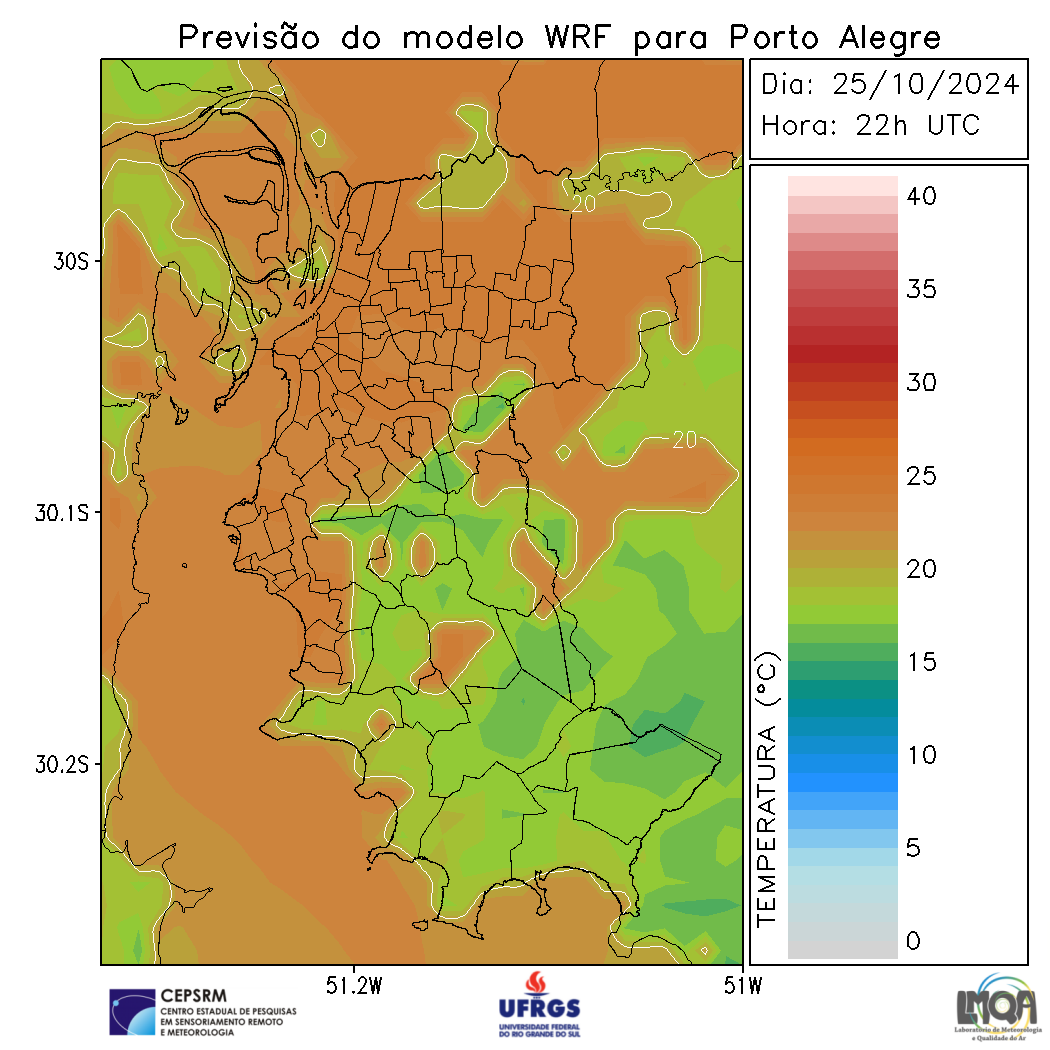 Previsão do modelo WRF para Porto Alegre
Dia: 25/10/2024
Hora: 22h UTC
40
35
30
25
20
15
10
5
0
TEMPERATURA (°C)
20
20
30S
30.1S
30.2S
51.2W
51W
CEPSRM
CENTRO ESTADUAL DE PESQUISAS
EM SENSORIAMENTO REMOTO
E METEOROLOGIA
UFRGS
UNIVERSIDADE FEDERAL
DO RIO GRANDE DO SUL
LMQA
Laboratório de Meteorologia
e Qualidade do Ar